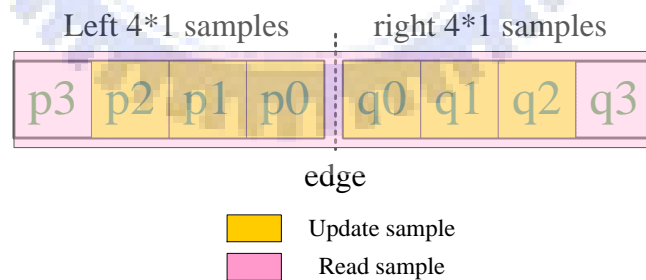 Left 4*1 samples right 4*1 samples
p3 p2 p1 p0 q0 q1 q2 q3
edge
Update sample
Read sample